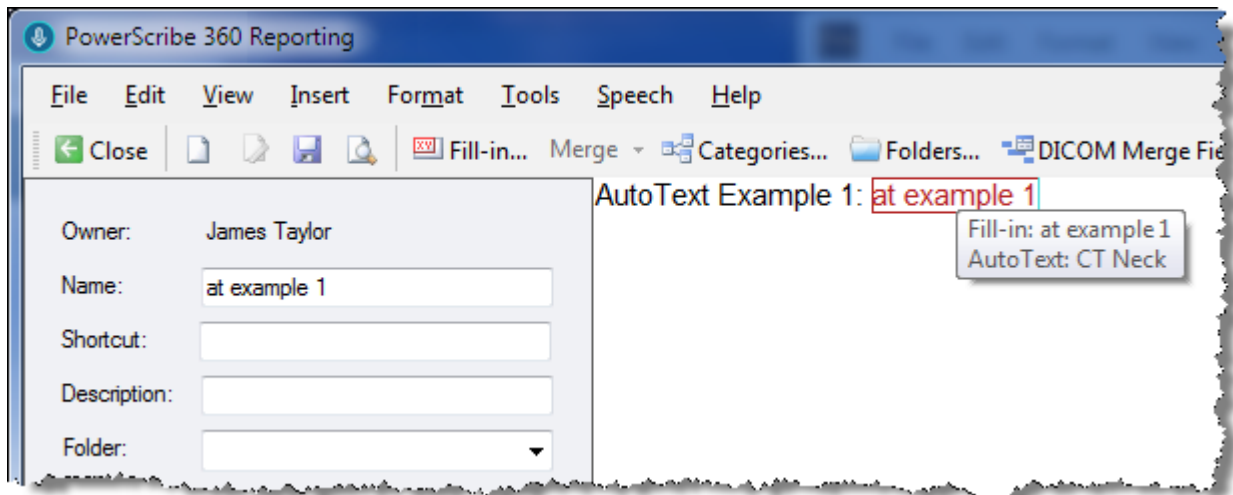 PowerScribe 360 Reporting
File Edit View Insert Format Tools Speech Help
Close Fill-in... Merge Categories... Folders... DICOM Merge Fie
AutoText Example 1: at example 1
Fill-in: at example 1
AutoText: CT Neck
Owner: James Taylor
Name: at example 1
Shortcut:
Description:
Folder: